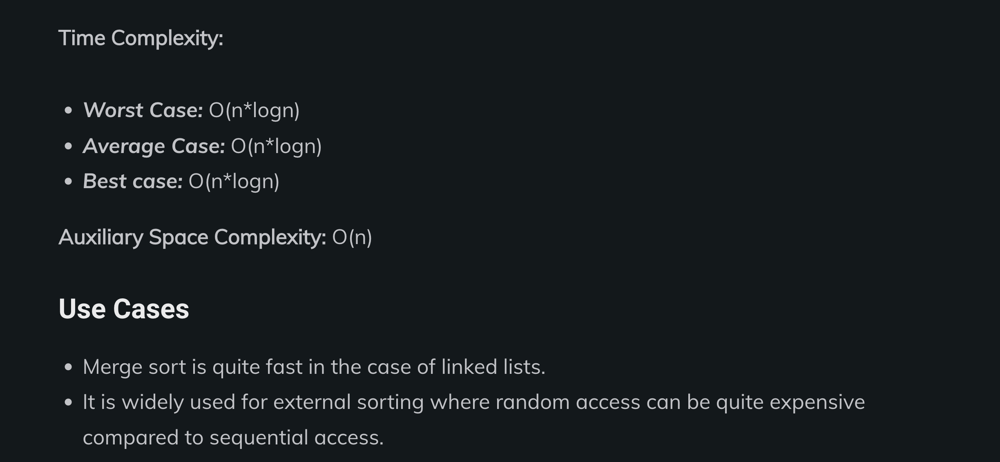 Time Complexity:
• Worst Case: O(n*logn)
• Average Case: O(n*logn)
• Best case: O(n*logn)
Auxiliary Space Complexity: O(n)
Use Cases
• Merge sort is quite fast in the case of linked lists.
• It is widely used for external sorting where random access can be quite expensive
compared to sequential access.